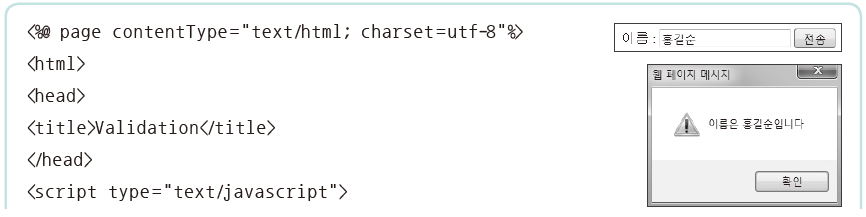 <%@ page contentType="text/html; charset=utf-8"%>
<html>
<head>
<title>Validation</title>
</head>
<script type="text/javascript">
이름 : 홍길순 전송
웹 페이지 메시지 X
이름은 홍길순입니다
확인